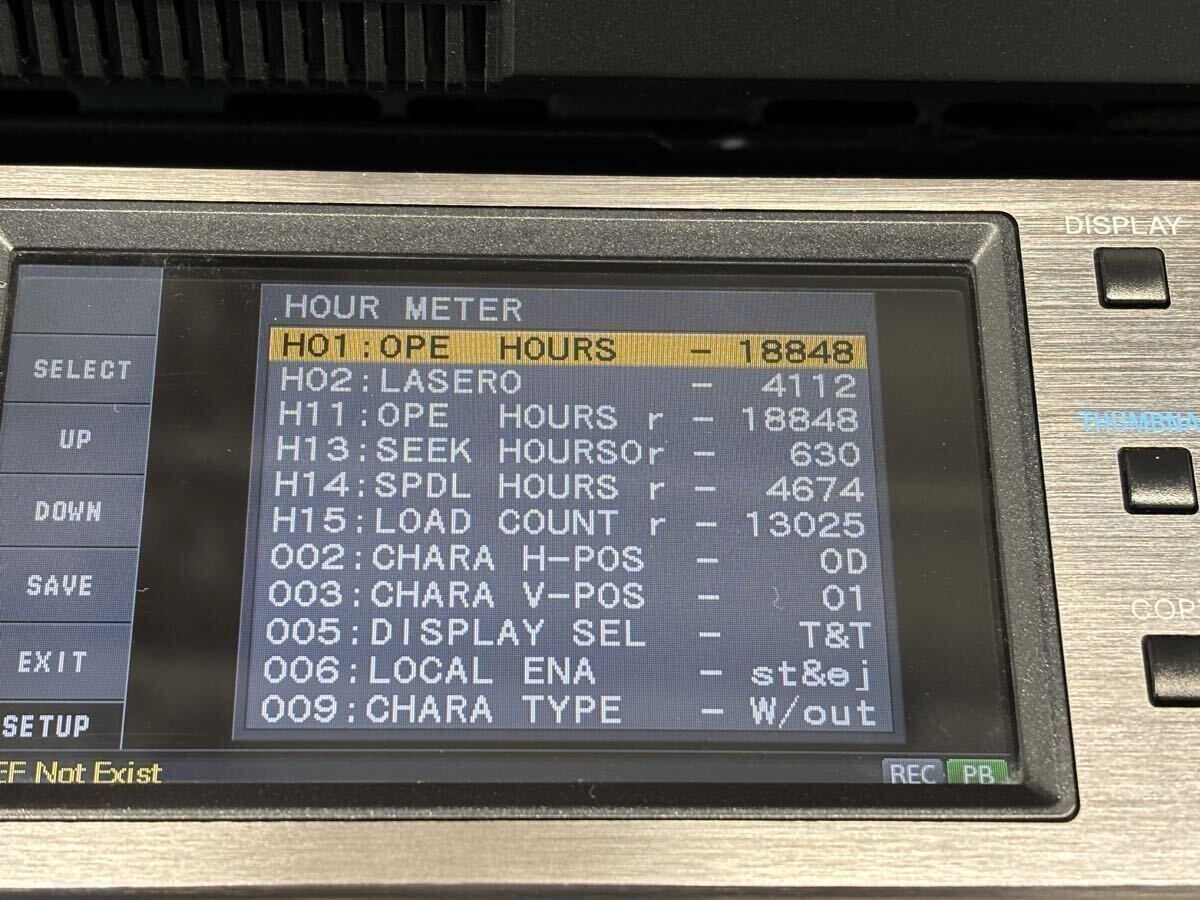 DISPLAY
HOUR METER
H01:OPE HOURS - 18848
SELECT
H02:LASER0 - 4112
H11:OPE HOURS r - 18848
UP
H13:SEEK HOURS0r - 630
H14:SPDL HOURS r - 4674
DOWN
H15:LOAD COUNT r - 13025
002:CHARA H-POS - 0D
SAVE
003:CHARA V-POS - 01
005:DISPLAY SEL - T&T
EXIT
006:LOCAL ENA - st&ej
009:CHARA TYPE - W/out
SETUP
EF Not Exist
REC PB